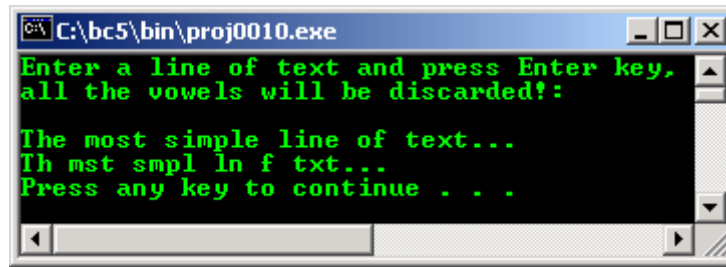 C:\bc5\bin\proj0010.exe
Enter a line of text and press Enter key,
all the vowels will be discarded!:
The most simple line of text...
Th mst smpl ln f txt...
Press any key to continue . . .